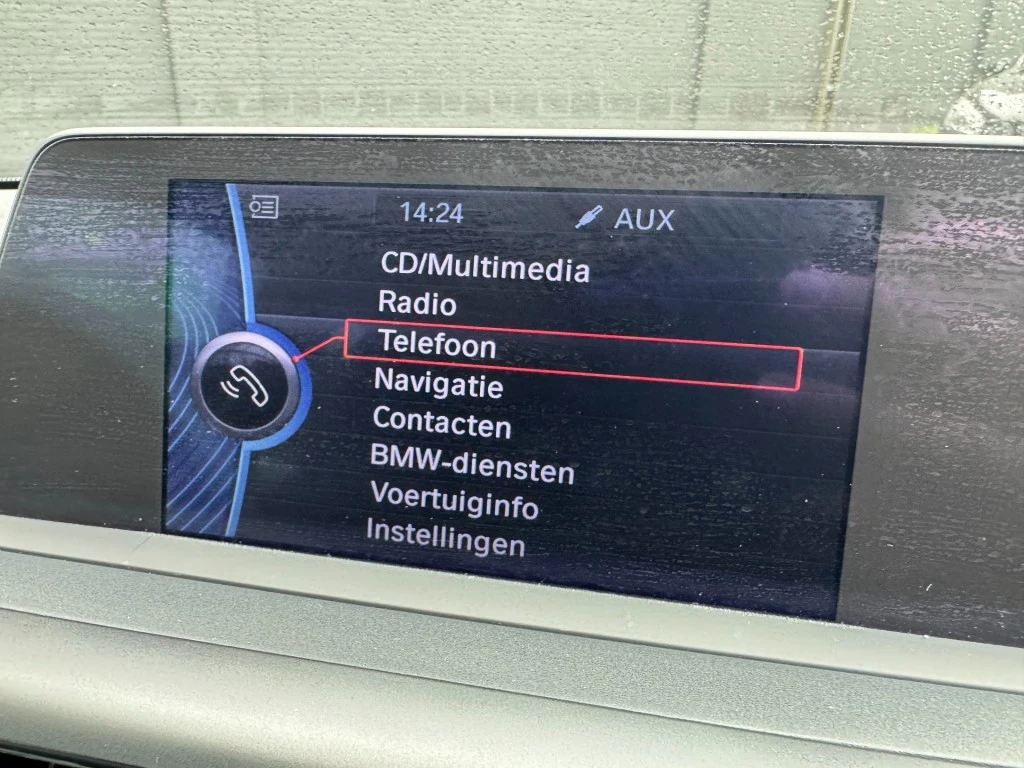 14:24 AUX
CD/Multimedia
Radio
Telefoon
Navigatie
Contacten
BMW-diensten
Voertuiginfo
Instellingen